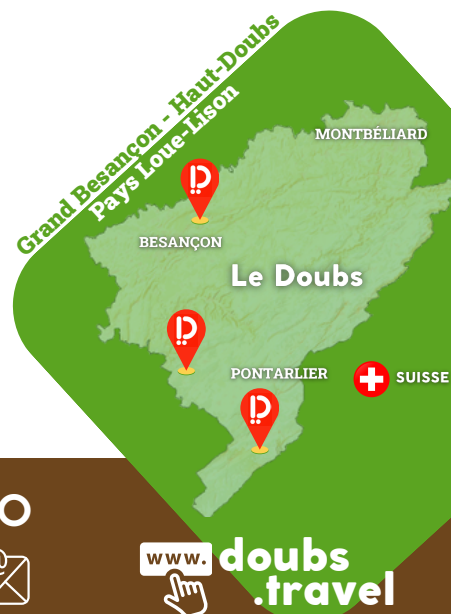 Grand Besançon - Haut-Doubs
Pays Loue-Lison
MONTBÉLIARD
BESANÇON
Le Doubs
PONTARLIER
SUISSE
O
www.doubs
.travel